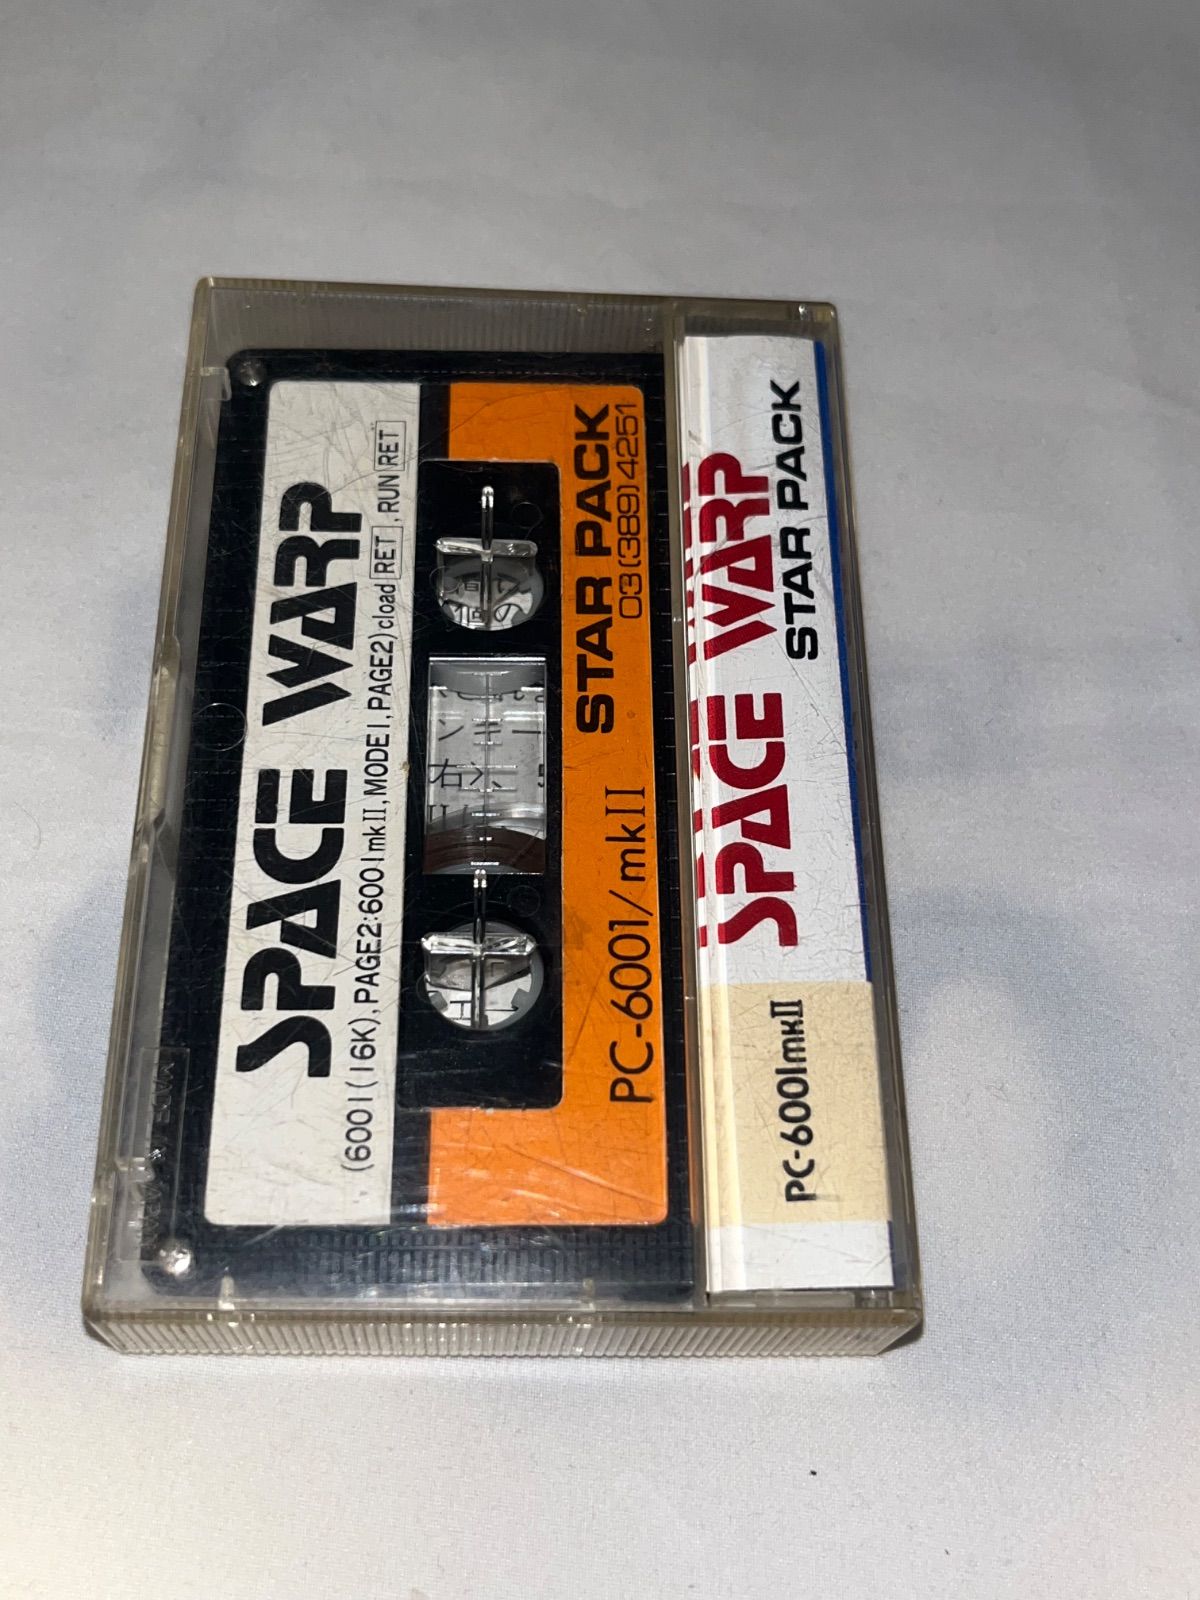 SPACE WARP
(6001(16K),PAGE2:6001mkII,MODE1,PAGE2)cload RET ,RUN RET
STAR PACK
03(389)4251
PC-6001/mkII
SPACE WARP
STAR PACK
PC-6001mkII
右